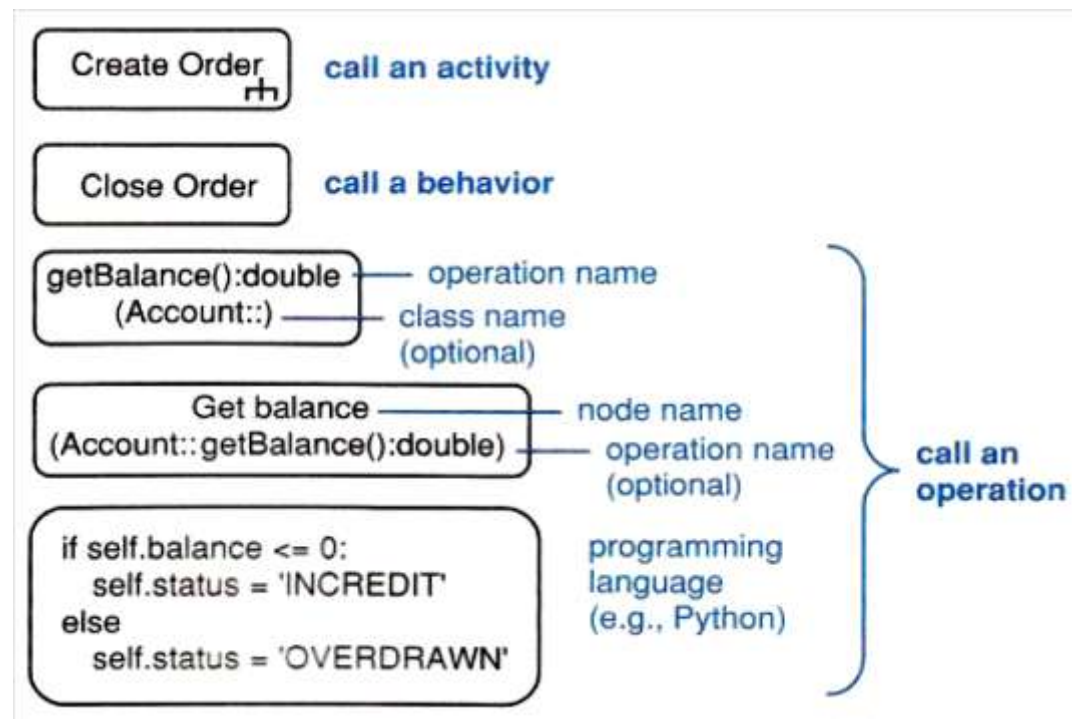 Create Order
call an activity
Close Order
call a behavior
getBalance():double
operation name
(Account::)
class name
(optional)
Get balance
node name
(Account::getBalance():double)
operation name
(optional)
call an
operation
if self.balance <= 0:
self.status = 'INCREDIT'
else
self.status = 'OVERDRAWN'
programming
language
(e.g., Python)